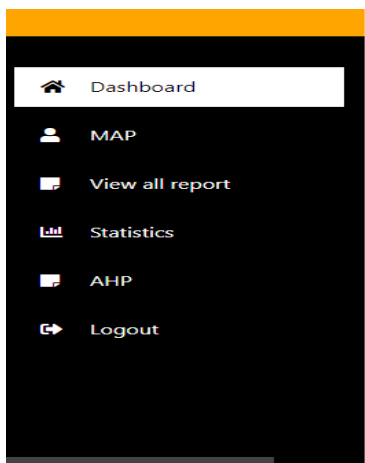 Dashboard
MAP
View all report
Statistics
AHP
Logout